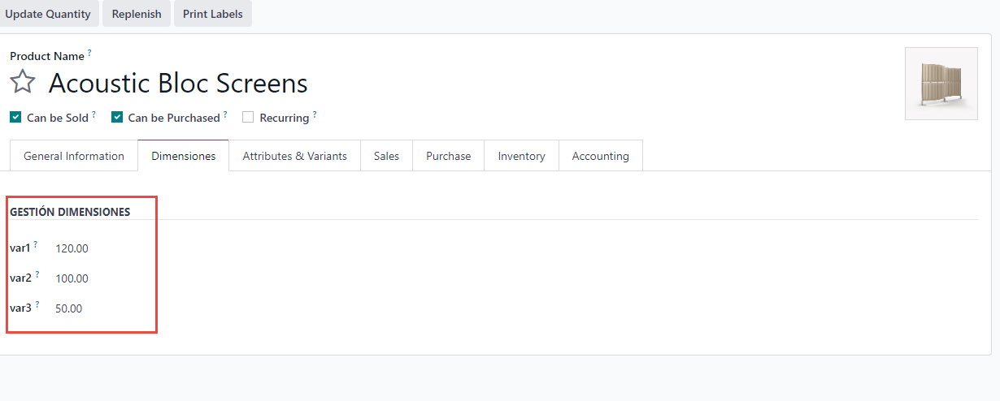 Update Quantity Replenish Print Labels
Product Name ?
Acoustic Bloc Screens
Can be Sold ? Can be Purchased ? Recurring ?
General Information Dimensiones Attributes & Variants Sales Purchase Inventory Accounting
GESTIÓN DIMENSIONES
var1 ? 120.00
var2 ? 100.00
var3 ? 50.00